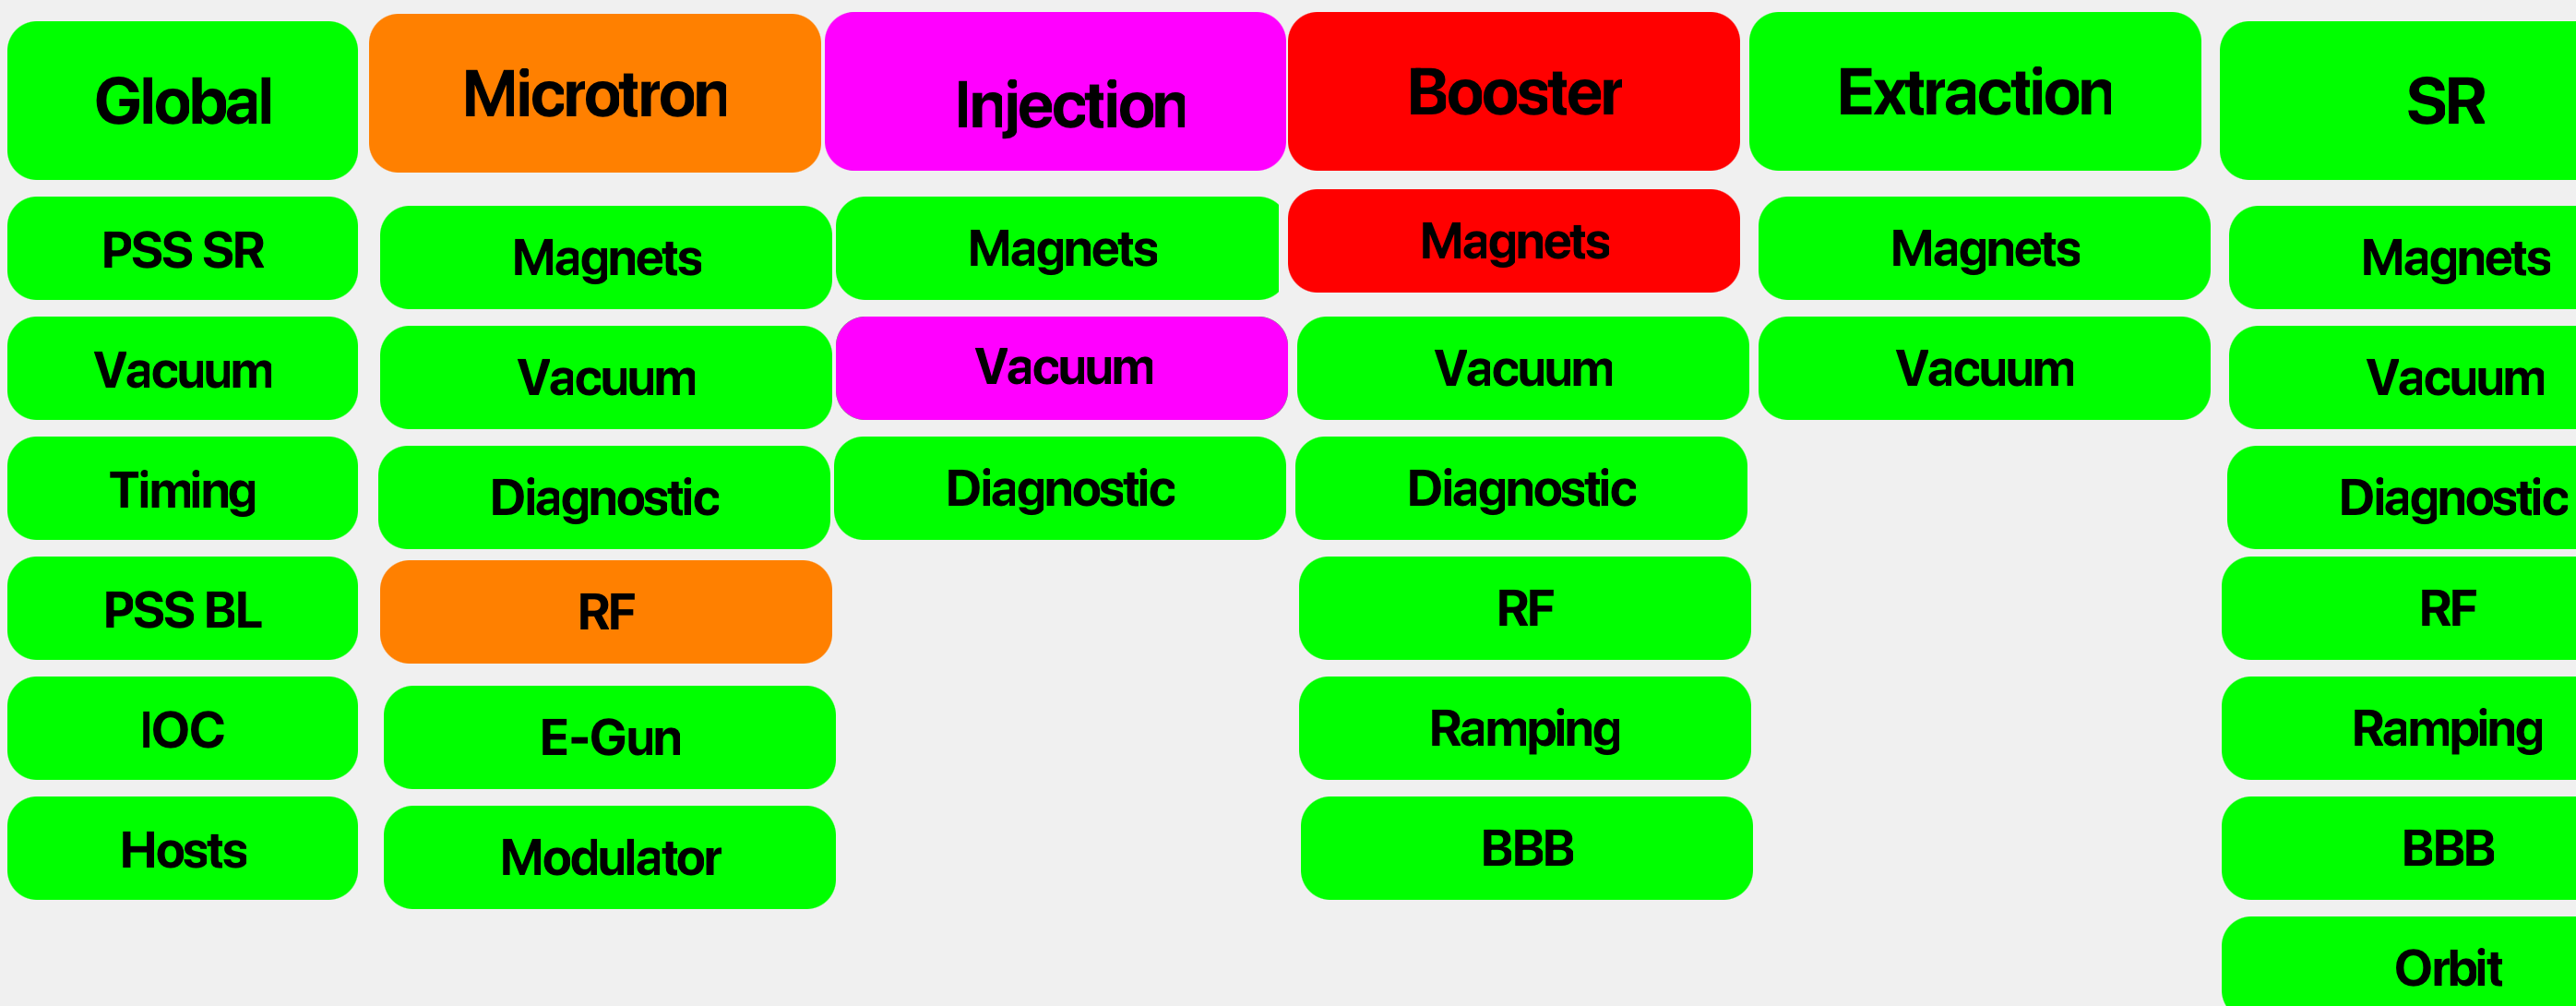 Global
Microtron
Injection
Booster
Extraction
SR
PSS SR
Magnets
Magnets
Magnets
Magnets
Magnets
Vacuum
Vacuum
Vacuum
Vacuum
Vacuum
Vacuum
Timing
Diagnostic
Diagnostic
Diagnostic
Diagnostic
PSS BL
RF
RF
RF
IOC
E-Gun
Ramping
Ramping
Hosts
Modulator
BBB
BBB
Orbit